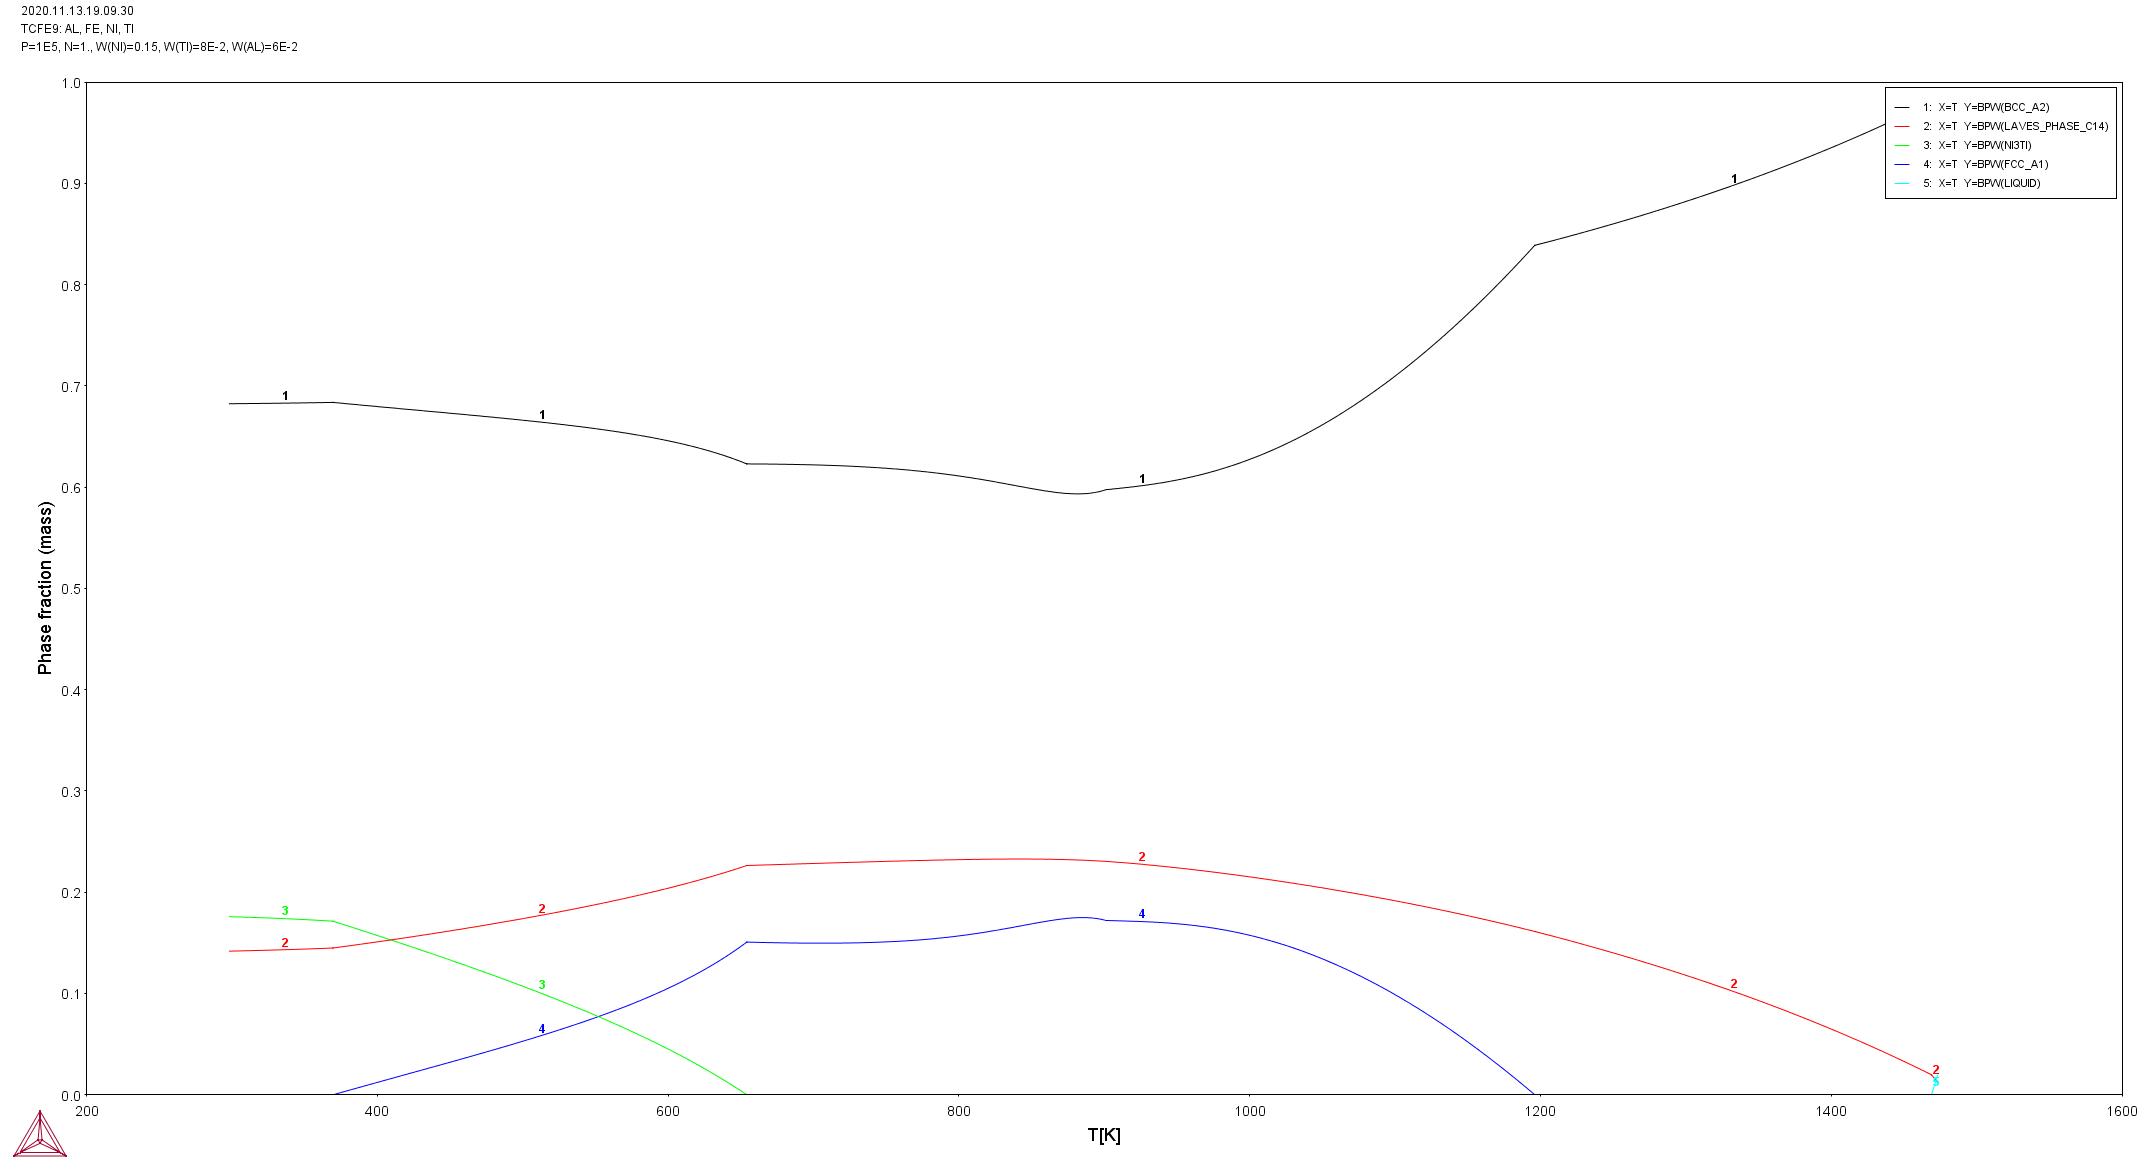 2020.11.13.19.09.30
TCFE9: AL, FE, NI, TI
P=1E5, N=1., W(NI)=0.15, W(TI)=8E-2, W(AL)=6E-2
1.0
0.9
0.8
0.7
0.6
0.5
0.4
0.3
0.2
0.1
0.0
Phase fraction (mass)
1: X=T Y=BPW(BCC_A2)
2: X=T Y=BPW(LAVES_PHASE_C14)
3: X=T Y=BPW(NI3TI)
4: X=T Y=BPW(FCC_A1)
5: X=T Y=BPW(LIQUID)
1
1
1
1
2
2
2
2
2
3
3
4
4
5
200 400 600 800 1000 1200 1400 1600
T[K]